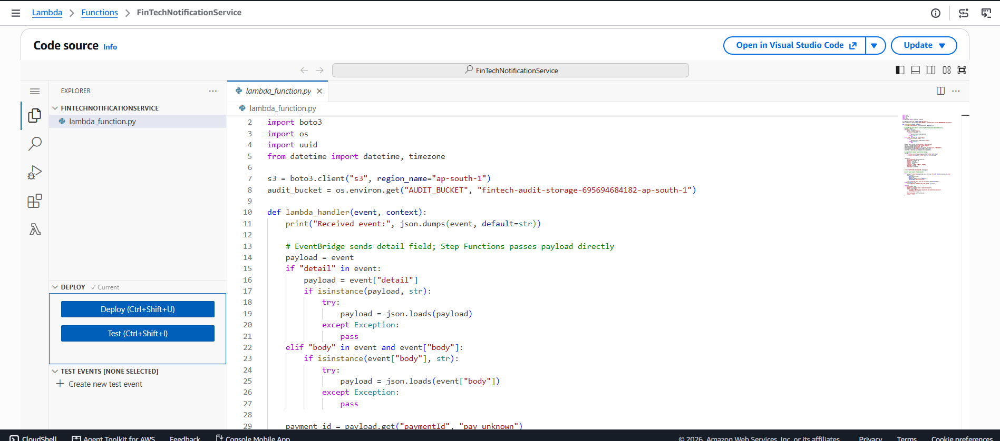 Lambda > Functions > FinTechNotificationService
Code source Info
Open in Visual Studio Code
Update
FinTechNotificationService
EXPLORER
FINTECHNOTIFICATIONSERVICE
lambda_function.py
DEPLOY ✓ Current
Deploy (Ctrl+Shift+U)
Test (Ctrl+Shift+I)
TEST EVENTS [NONE SELECTED]
+ Create new test event
lambda_function.py
lambda_function.py
2 import boto3
3 import os
4 import uuid
5 from datetime import datetime, timezone
6
7 s3 = boto3.client("s3", region_name="ap-south-1")
8 audit_bucket = os.environ.get("AUDIT_BUCKET", "fintech-audit-storage-695694684182-ap-south-1")
9
10 def lambda_handler(event, context):
11     print("Received event:", json.dumps(event, default=str))
12
13     # EventBridge sends detail field; Step Functions passes payload directly
14     payload = event
15     if "detail" in event:
16         payload = event["detail"]
17         if isinstance(payload, str):
18             try:
19                 payload = json.loads(payload)
20             except Exception:
21                 pass
22     elif "body" in event and event["body"]:
23         if isinstance(event["body"], str):
24             try:
25                 payload = json.loads(event["body"])
26             except Exception:
27                 pass
28
29     payment_id = payload.get("paymentId", "pay_unknown")
CloudShell Agent Toolkit for AWS Feedback Console Mobile App
© 2026, Amazon Web Services, Inc. or its affiliates. Privacy Terms Cookie preferences